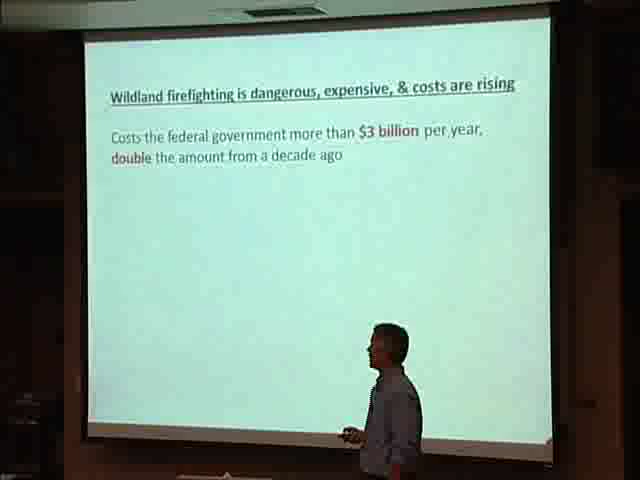 Wildland firefighting is dangerous, expensive, & costs are rising
Costs the federal government more than $3 billion per year,
double the amount from a decade ago